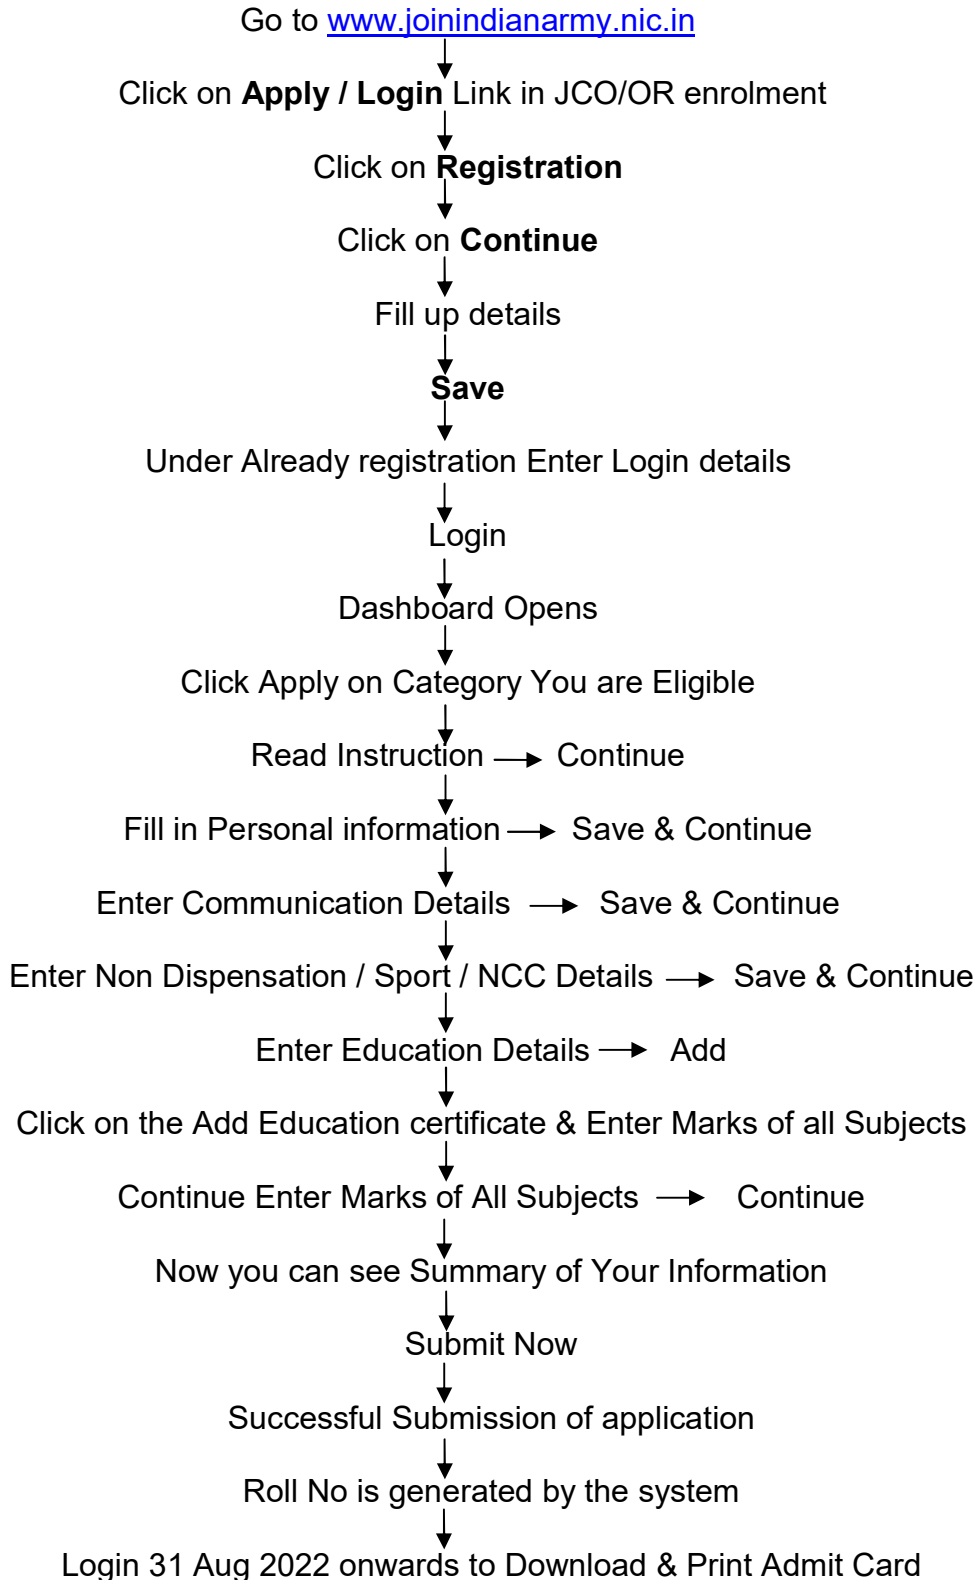 Go to www.joinindianarmy.nic.in
Click on Apply / Login Link in JCO/OR enrolment
Click on Registration
Click on Continue
Fill up details
Save
Under Already registration Enter Login details
Login
Dashboard Opens
Click Apply on Category You are Eligible
Read Instruction Continue
Fill in Personal information Save & Continue
Enter Communication Details Save & Continue
Enter Non Dispensation / Sport / NCC Details Save & Continue
Enter Education Details Add
Click on the Add Education certificate & Enter Marks of all Subjects
Continue Enter Marks of All Subjects Continue
Now you can see Summary of Your Information
Submit Now
Successful Submission of application
Roll No is generated by the system
Login 31 Aug 2022 onwards to Download & Print Admit Card